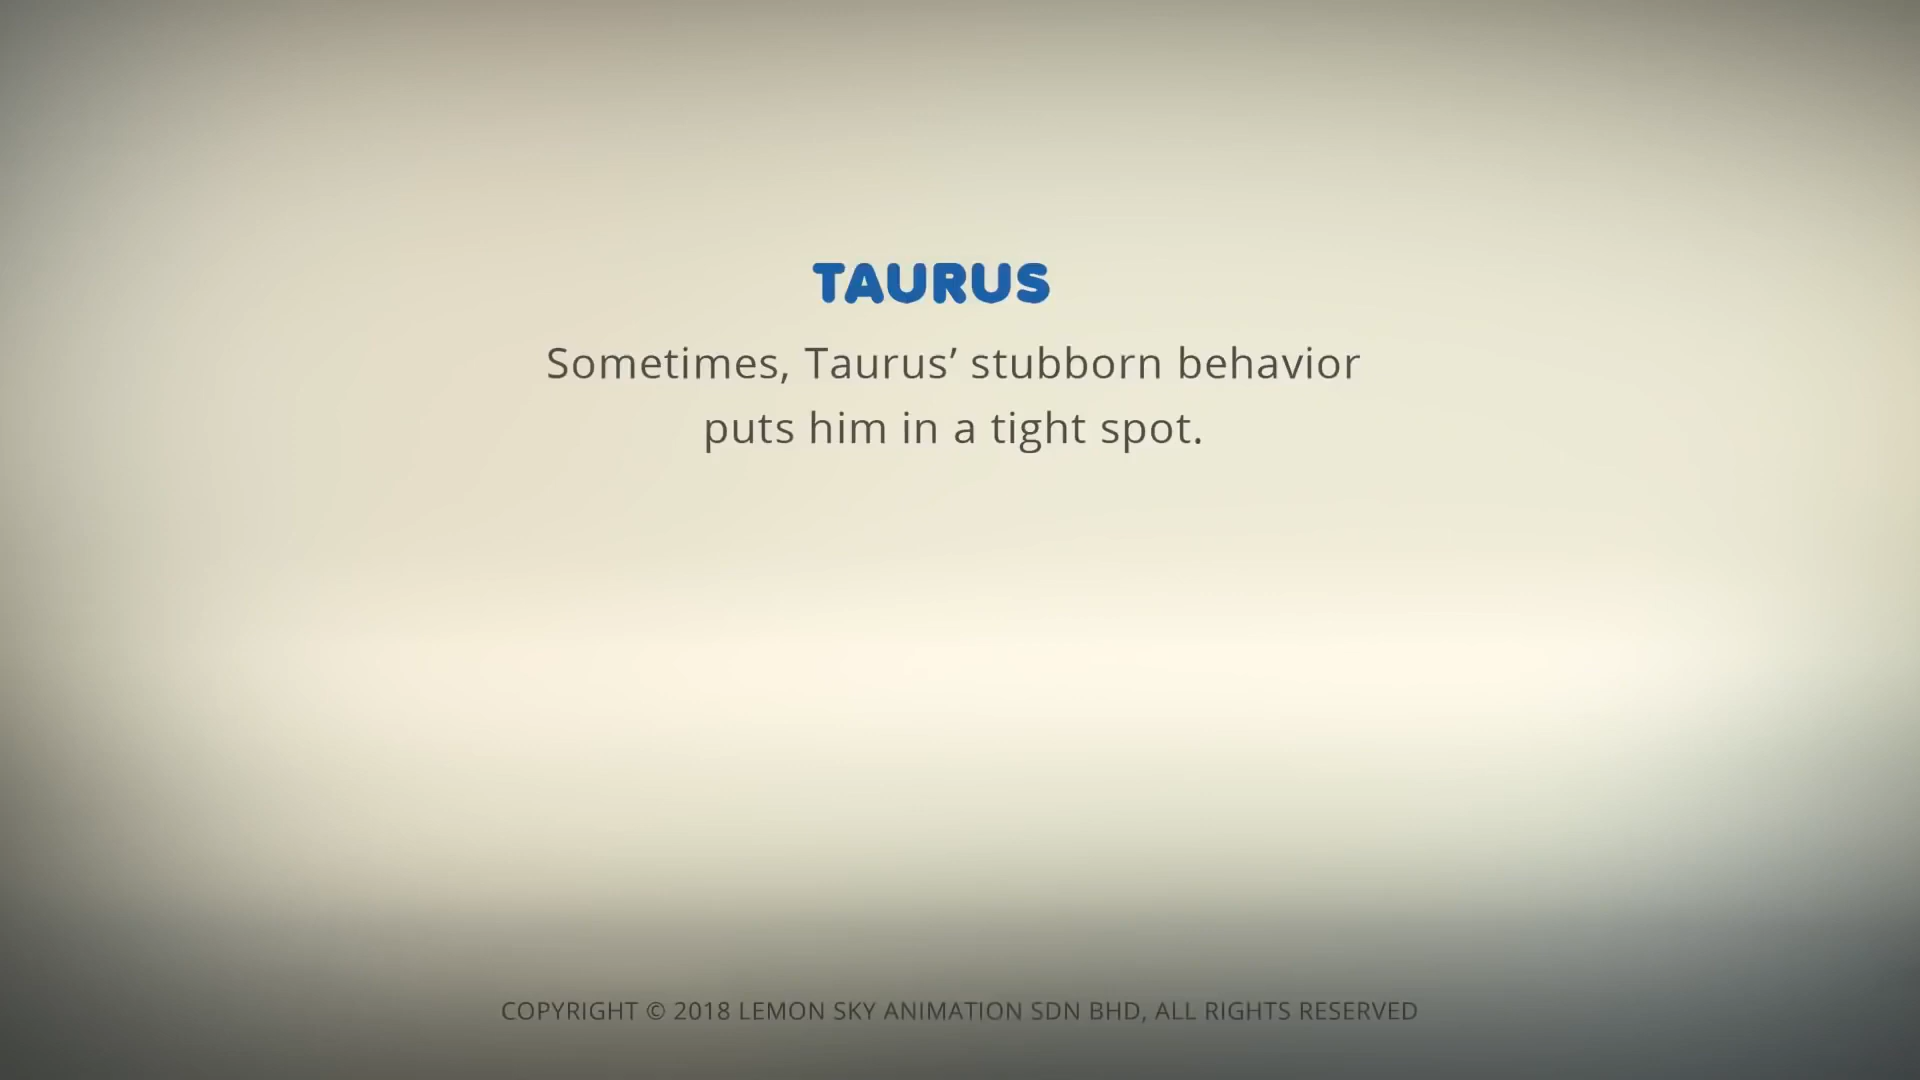 TAURUS
Sometimes, Taurus’ stubborn behavior
puts him in a tight spot.
COPYRIGHT © 2018 LEMON SKY ANIMATION SDN BHD, ALL RIGHTS RESERVED